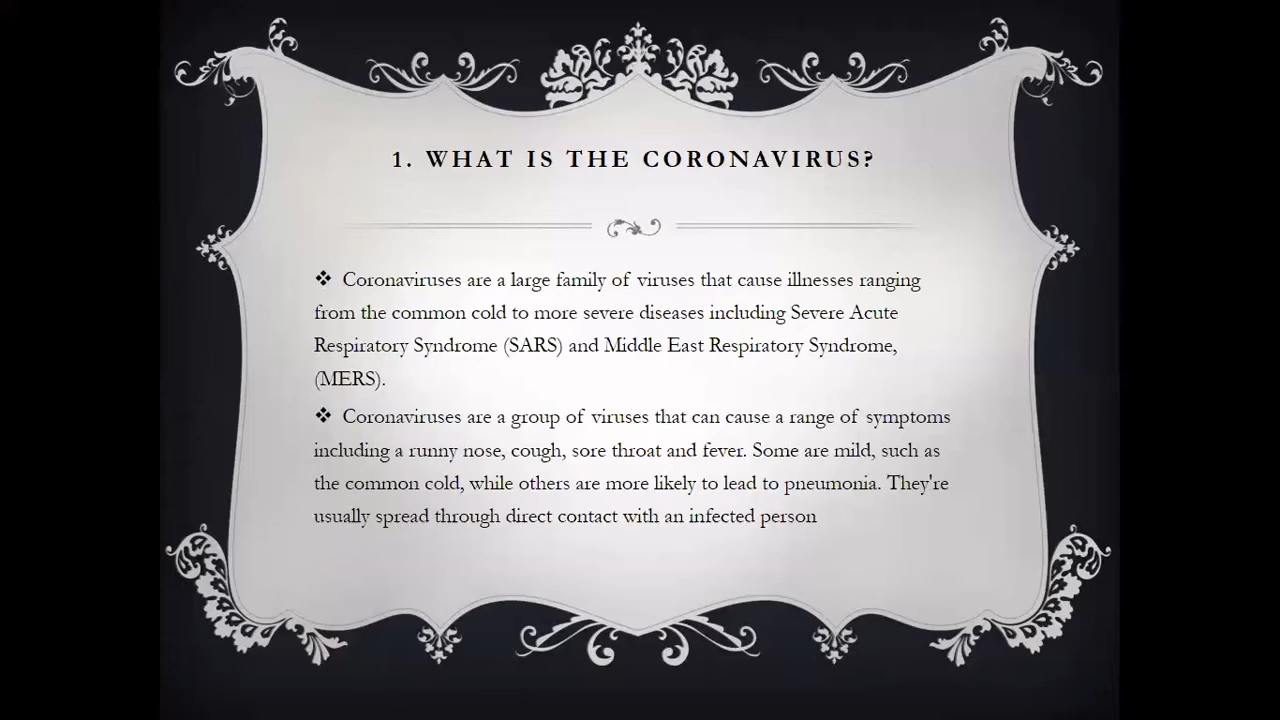 1. WHAT IS THE CORONAVIRUS?
❖ Coronaviruses are a large family of viruses that cause illnesses ranging
from the common cold to more severe diseases including Severe Acute
Respiratory Syndrome (SARS) and Middle East Respiratory Syndrome,
(MERS).
❖ Coronaviruses are a group of viruses that can cause a range of symptoms
including a runny nose, cough, sore throat and fever. Some are mild, such as
the common cold, while others are more likely to lead to pneumonia. They're
usually spread through direct contact with an infected person